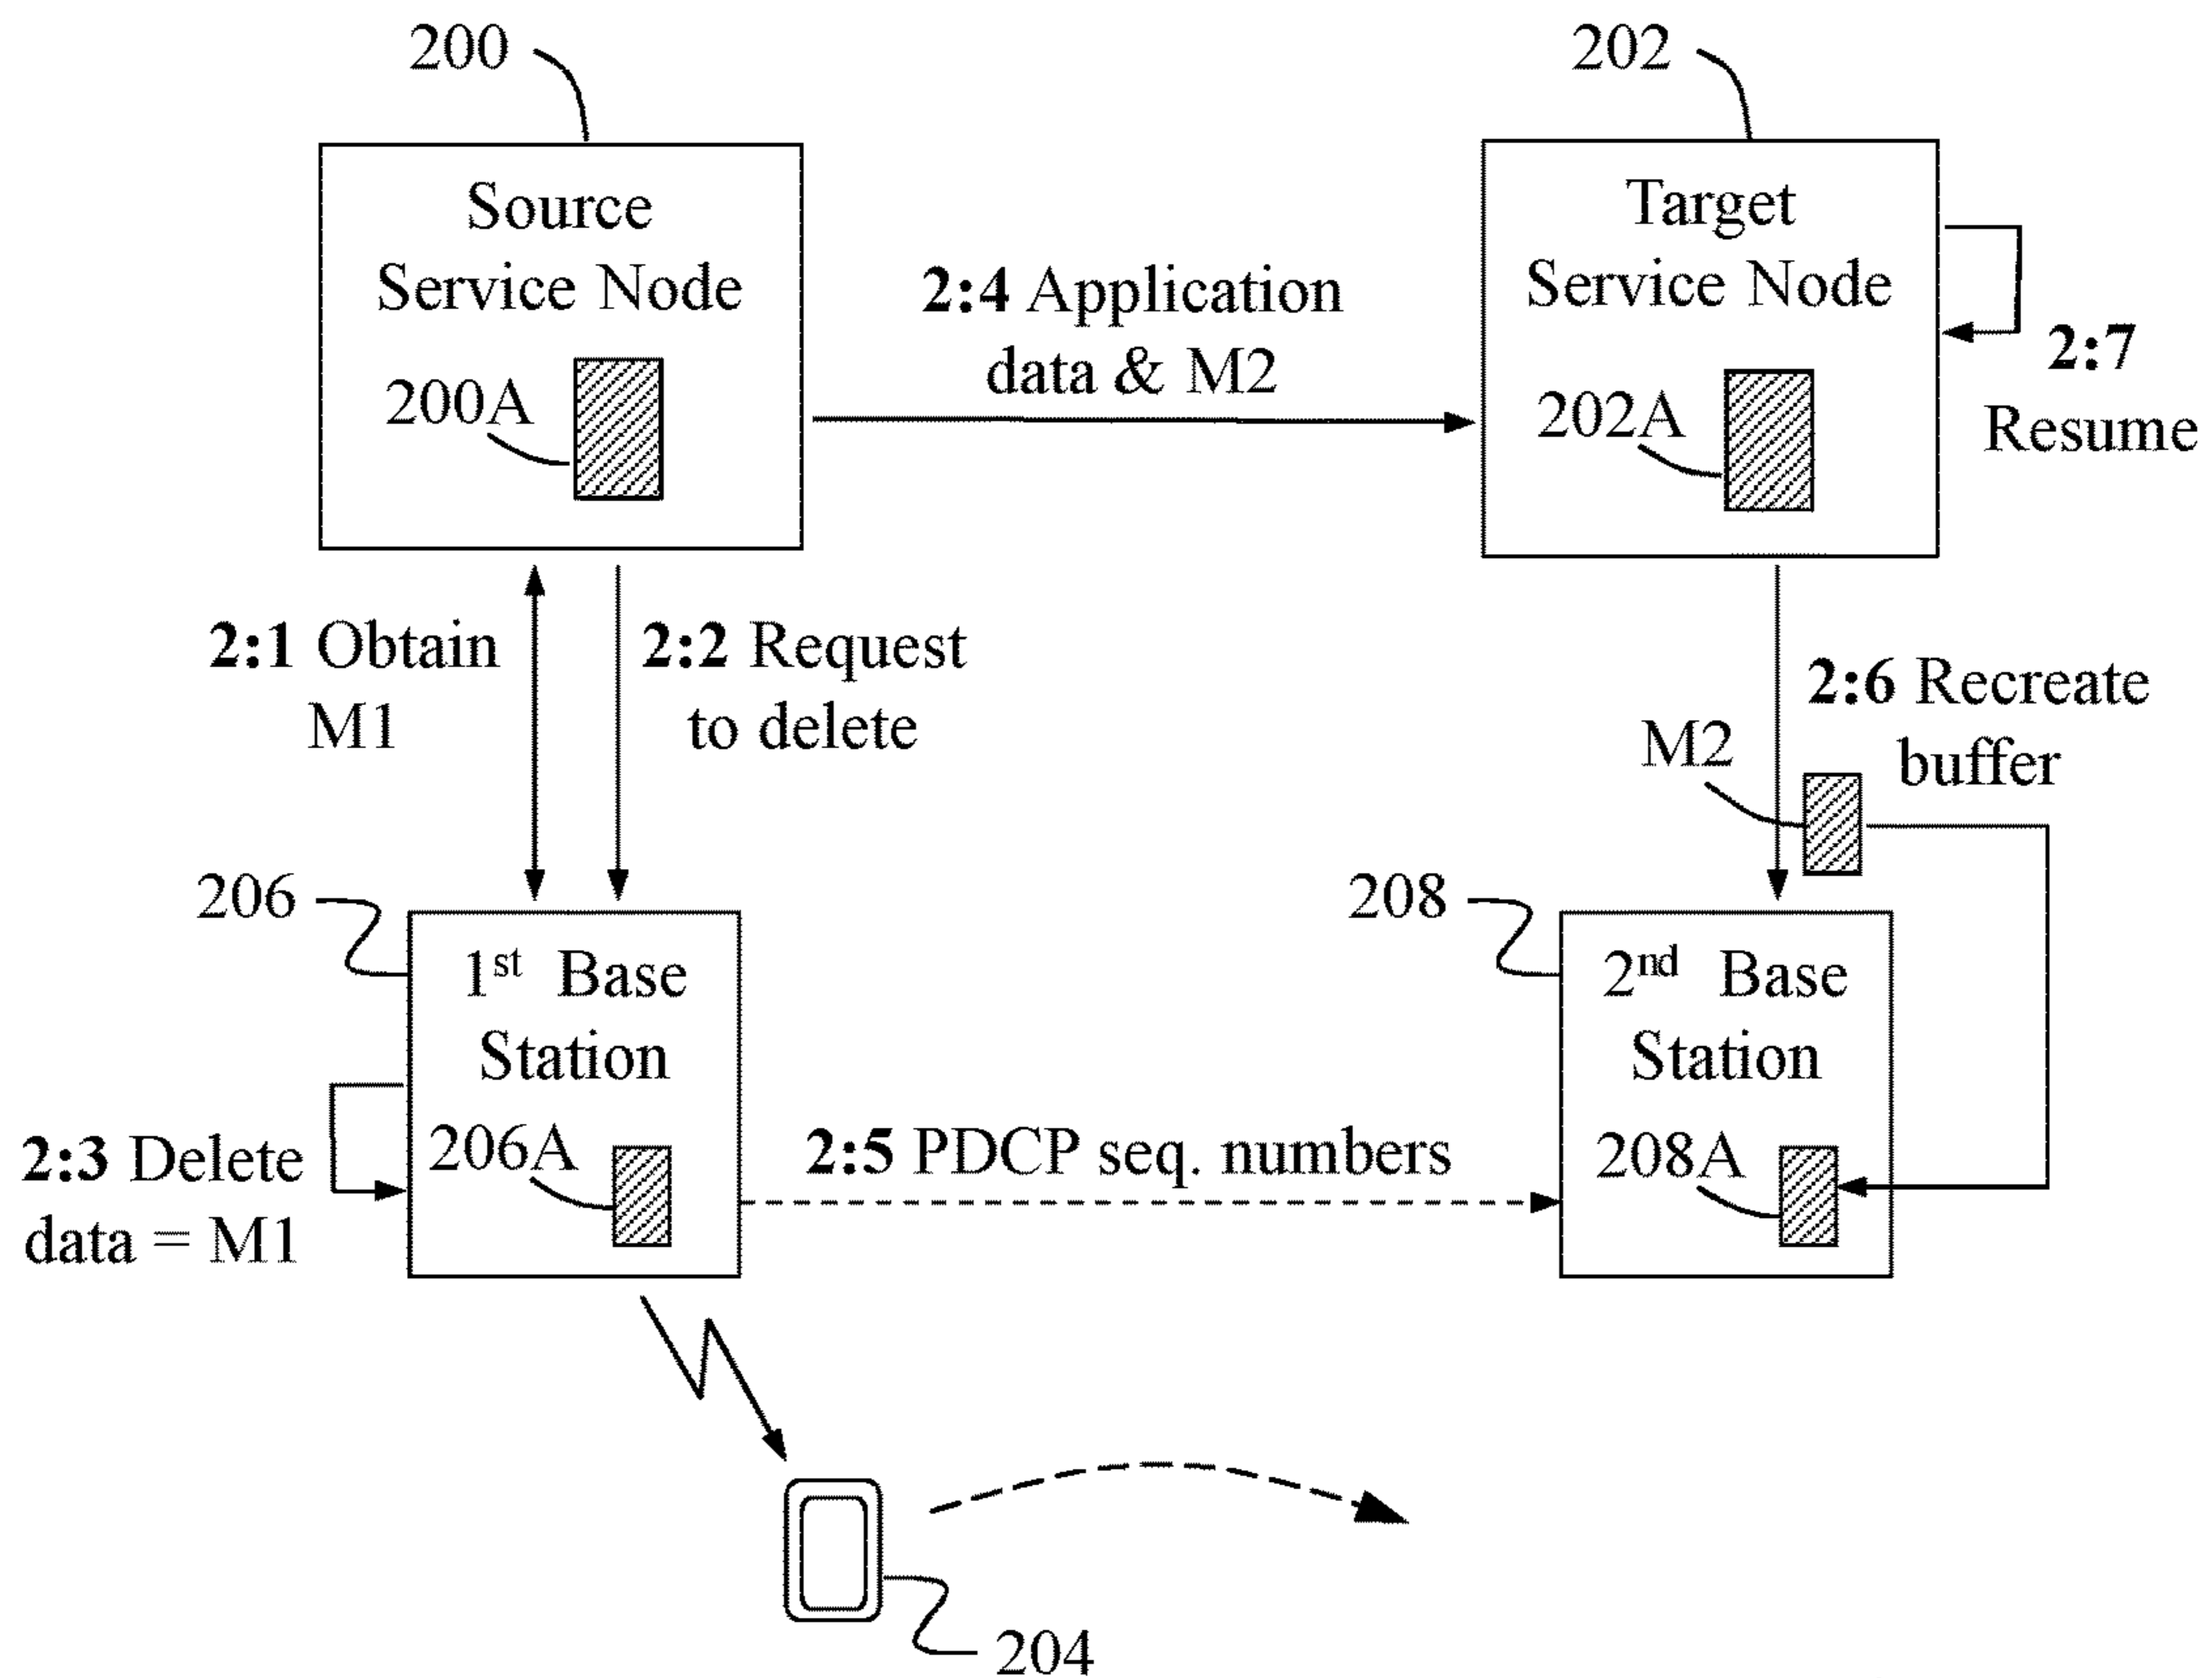 200
202
Source
Service Node
200A
2:4 Application
data & M2
Target
Service Node
202A
2:7
Resume
2:1 Obtain
M1
2:2 Request
to delete
2:6 Recreate
buffer
M2
206
1st Base
Station
206A
208
2nd Base
Station
208A
2:3 Delete
data = M1
2:5 PDCP seq. numbers
204